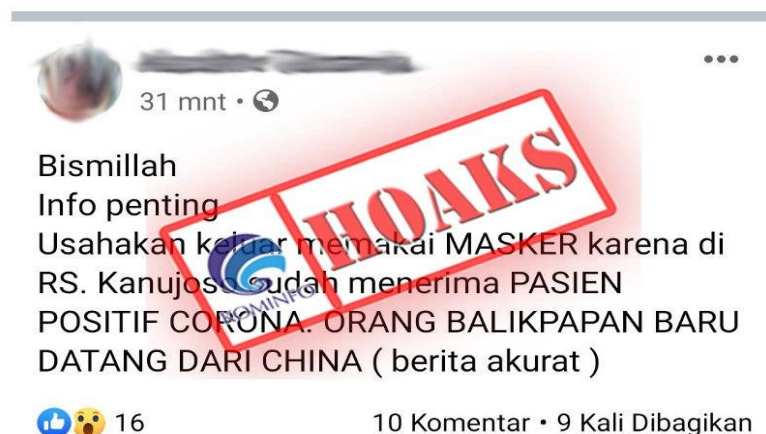 31 mnt
Bismillah
Info penting
Usahakan keluar memakai MASKER karena di
RS. Kanujoso sudah menerima PASIEN
POSITIF CORONA. ORANG BALIKPAPAN BARU
DATANG DARI CHINA ( berita akurat )
HOAKS
KOMINFO
16
10 Komentar • 9 Kali Dibagikan